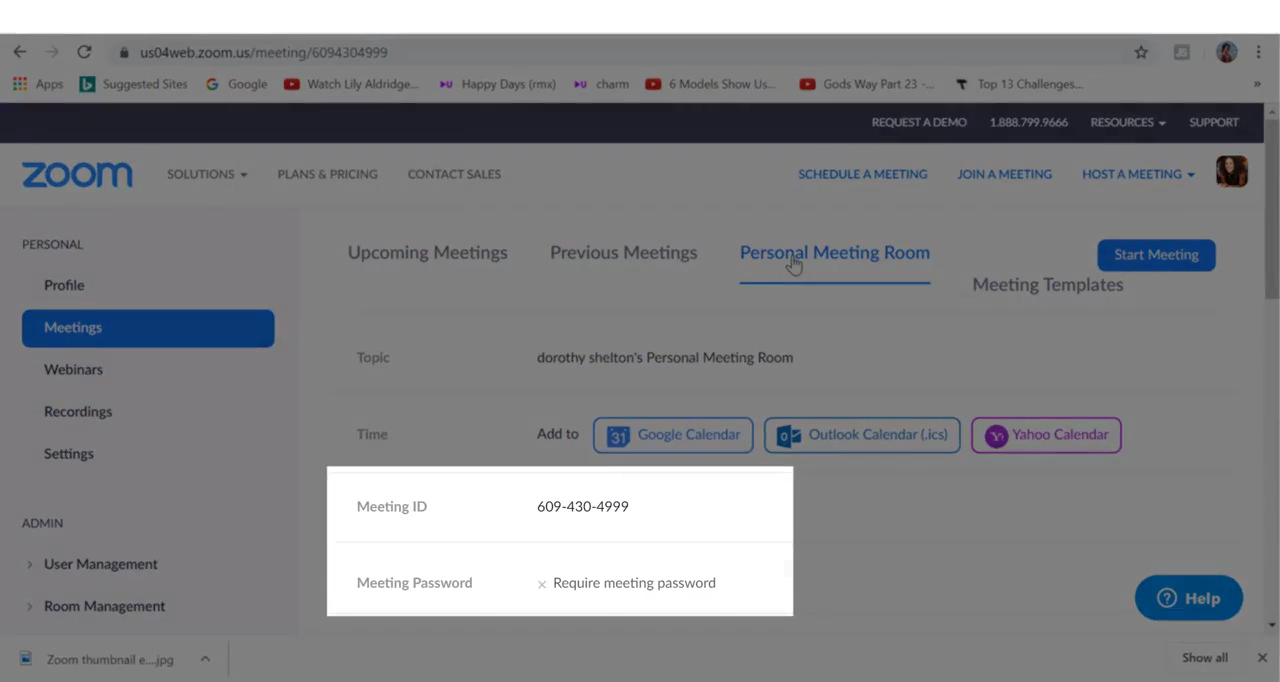 us04web.zoom.us/meeting/6094304999
Apps Suggested Sites Google Watch Lily Aldridge... Happy Days (rmx) charm 6 Models Show Us... Gods Way Part 23 -... Top 13 Challenges... »
REQUEST A DEMO 1.888.799.9666 RESOURCES SUPPORT
zoom SOLUTIONS PLANS & PRICING CONTACT SALES SCHEDULE A MEETING JOIN A MEETING HOST A MEETING
PERSONAL
Profile
Meetings
Webinars
Recordings
Settings
ADMIN
User Management
Room Management
Upcoming Meetings Previous Meetings Personal Meeting Room Start Meeting
Meeting Templates
Topic dorothy shelton's Personal Meeting Room
Time Add to 31 Google Calendar Outlook Calendar (.ics) Yahoo Calendar
Meeting ID 609-430-4999
Meeting Password × Require meeting password
? Help
Zoom thumbnail e....jpg Show all